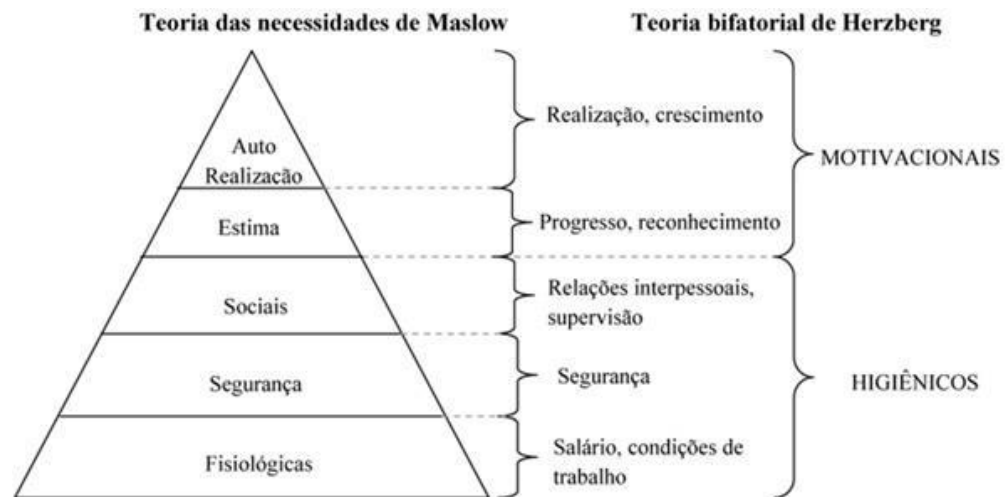 Teoria das necessidades de Maslow
Teoria bifatorial de Herzberg
Auto
Realização
Realização, crescimento
MOTIVACIONAIS
Estima
Progresso, reconhecimento
Sociais
Relações interpessoais,
supervisão
Segurança
Segurança
HIGIÊNICOS
Fisiológicas
Salário, condições de
trabalho